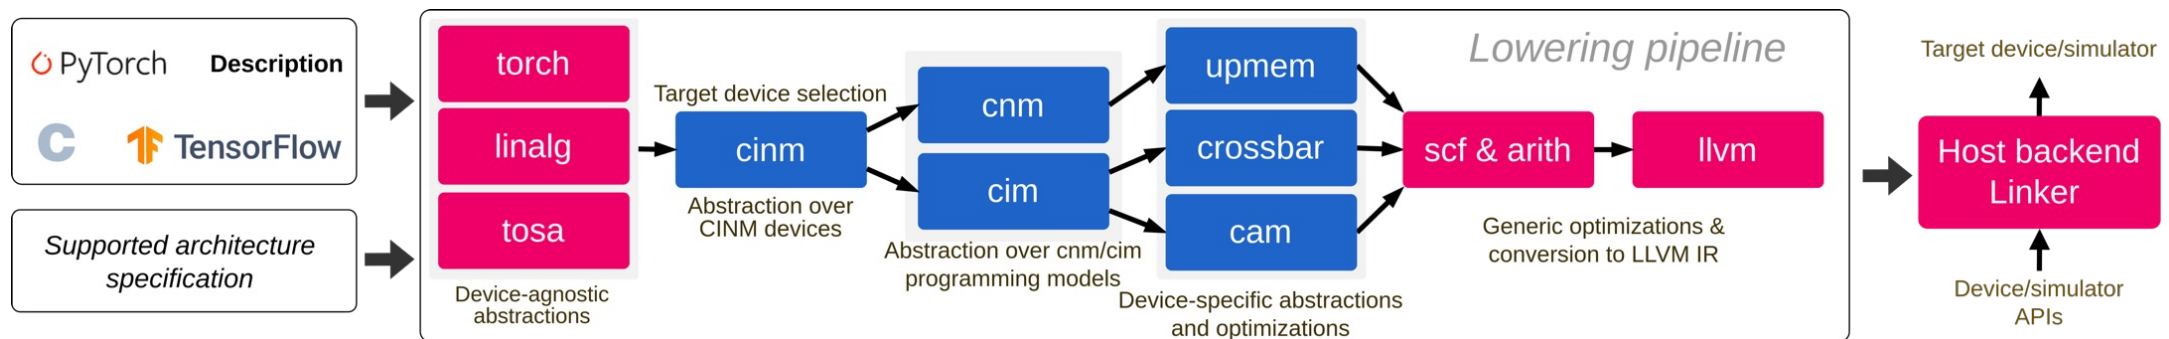 PyTorch
Description
C
TensorFlow
Supported architecture
specification
torch
linalg
tosa
Device-agnostic
abstractions
Target device selection
cinm
Abstraction over
CINM devices
cnm
cim
Abstraction over cnm/cim
programming models
upmem
crossbar
cam
Device-specific abstractions
and optimizations
Lowering pipeline
scf & arith
llvm
Generic optimizations &
conversion to LLVM IR
Target device/simulator
Host backend
Linker
Device/simulator
APIs